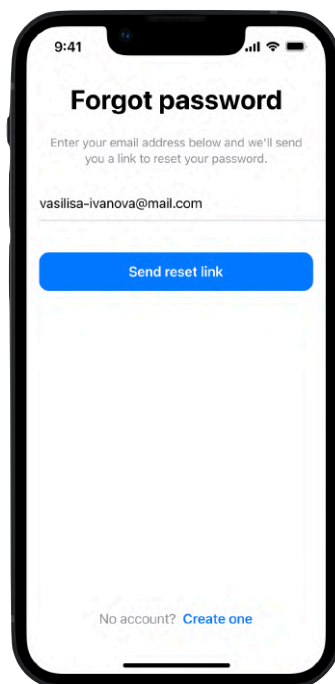 9:41
Forgot password
Enter your email address below and we'll send
you a link to reset your password.
vasilisa-ivanova@mail.com
Send reset link
No account? Create one